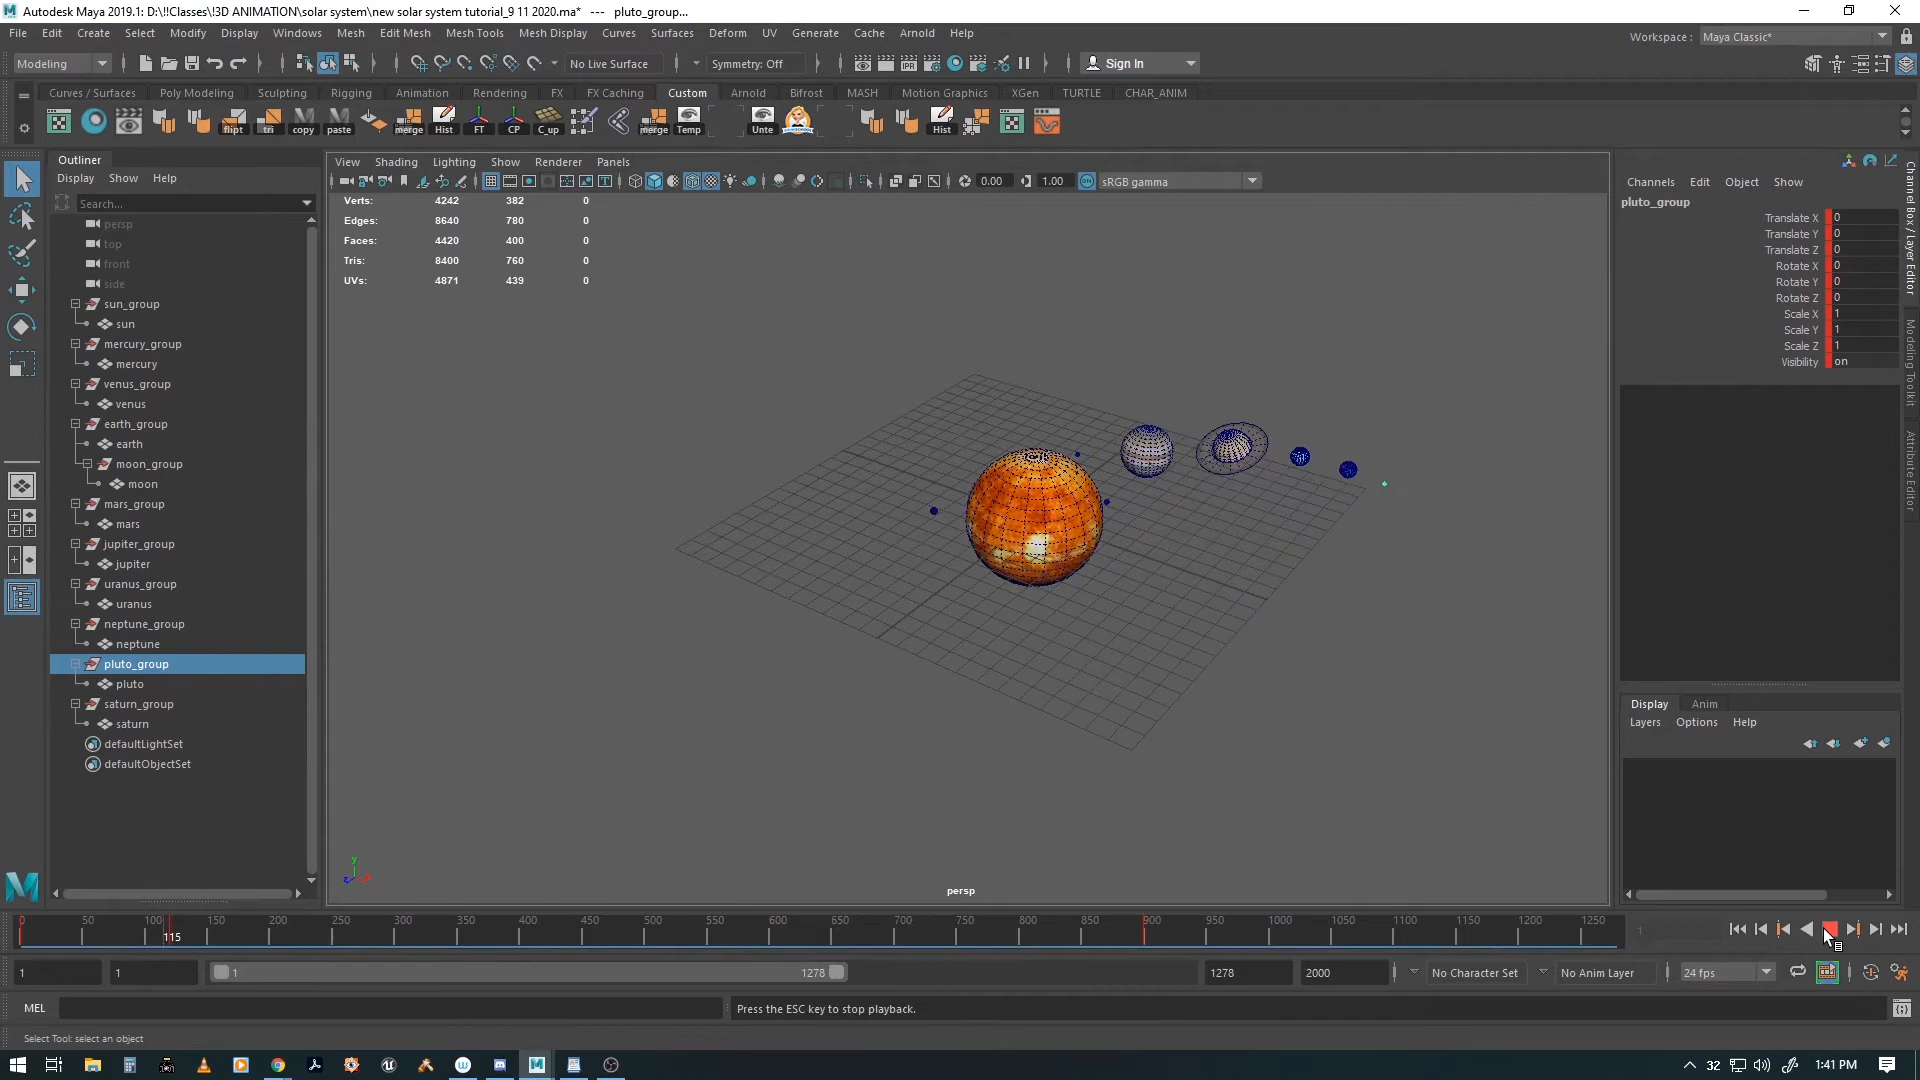 Autodesk Maya 2019.1: D:\!!Classes\!3D ANIMATION\solar system\new solar system tutorial_9 11 2020.ma*   ---   pluto_group...
File Edit Create Select Modify Display Windows Mesh Edit Mesh Mesh Tools Mesh Display Curves Surfaces Deform UV Generate Cache Arnold Help
Workspace : Maya Classic*
Modeling No Live Surface Symmetry: Off Sign In
Curves / Surfaces Poly Modeling Sculpting Rigging Animation Rendering FX FX Caching Custom Arnold Bifrost MASH Motion Graphics XGen TURTLE CHAR_ANIM
flipt tri copy paste merge Hist FT CP C_up merge Temp Unte Hist
Outliner
Display Show Help
Search...
persp
top
front
side
sun_group
sun
mercury_group
mercury
venus_group
venus
earth_group
earth
moon_group
moon
mars_group
mars
jupiter_group
jupiter
uranus_group
uranus
neptune_group
neptune
pluto_group
pluto
saturn_group
saturn
defaultLightSet
defaultObjectSet
View Shading Lighting Show Renderer Panels
0.00 1.00 ON sRGB gamma
Verts: 4242 382 0
Edges: 8640 780 0
Faces: 4420 400 0
Tris: 8400 760 0
UVs: 4871 439 0
y
z x
persp
Channels Edit Object Show
pluto_group
Translate X 0
Translate Y 0
Translate Z 0
Rotate X 0
Rotate Y 0
Rotate Z 0
Scale X 1
Scale Y 1
Scale Z 1
Visibility on
Channel Box / Layer Editor
Modeling Toolkit
Attribute Editor
Display Anim
Layers Options Help
0 50 100 150 200 250 300 350 400 450 500 550 600 650 700 750 800 850 900 950 1000 1050 1100 1150 1200 1250
115
1
1 1 1 1278 1278 2000 No Character Set No Anim Layer 24 fps
MEL Press the ESC key to stop playback.
Select Tool: select an object
32 1:41 PM